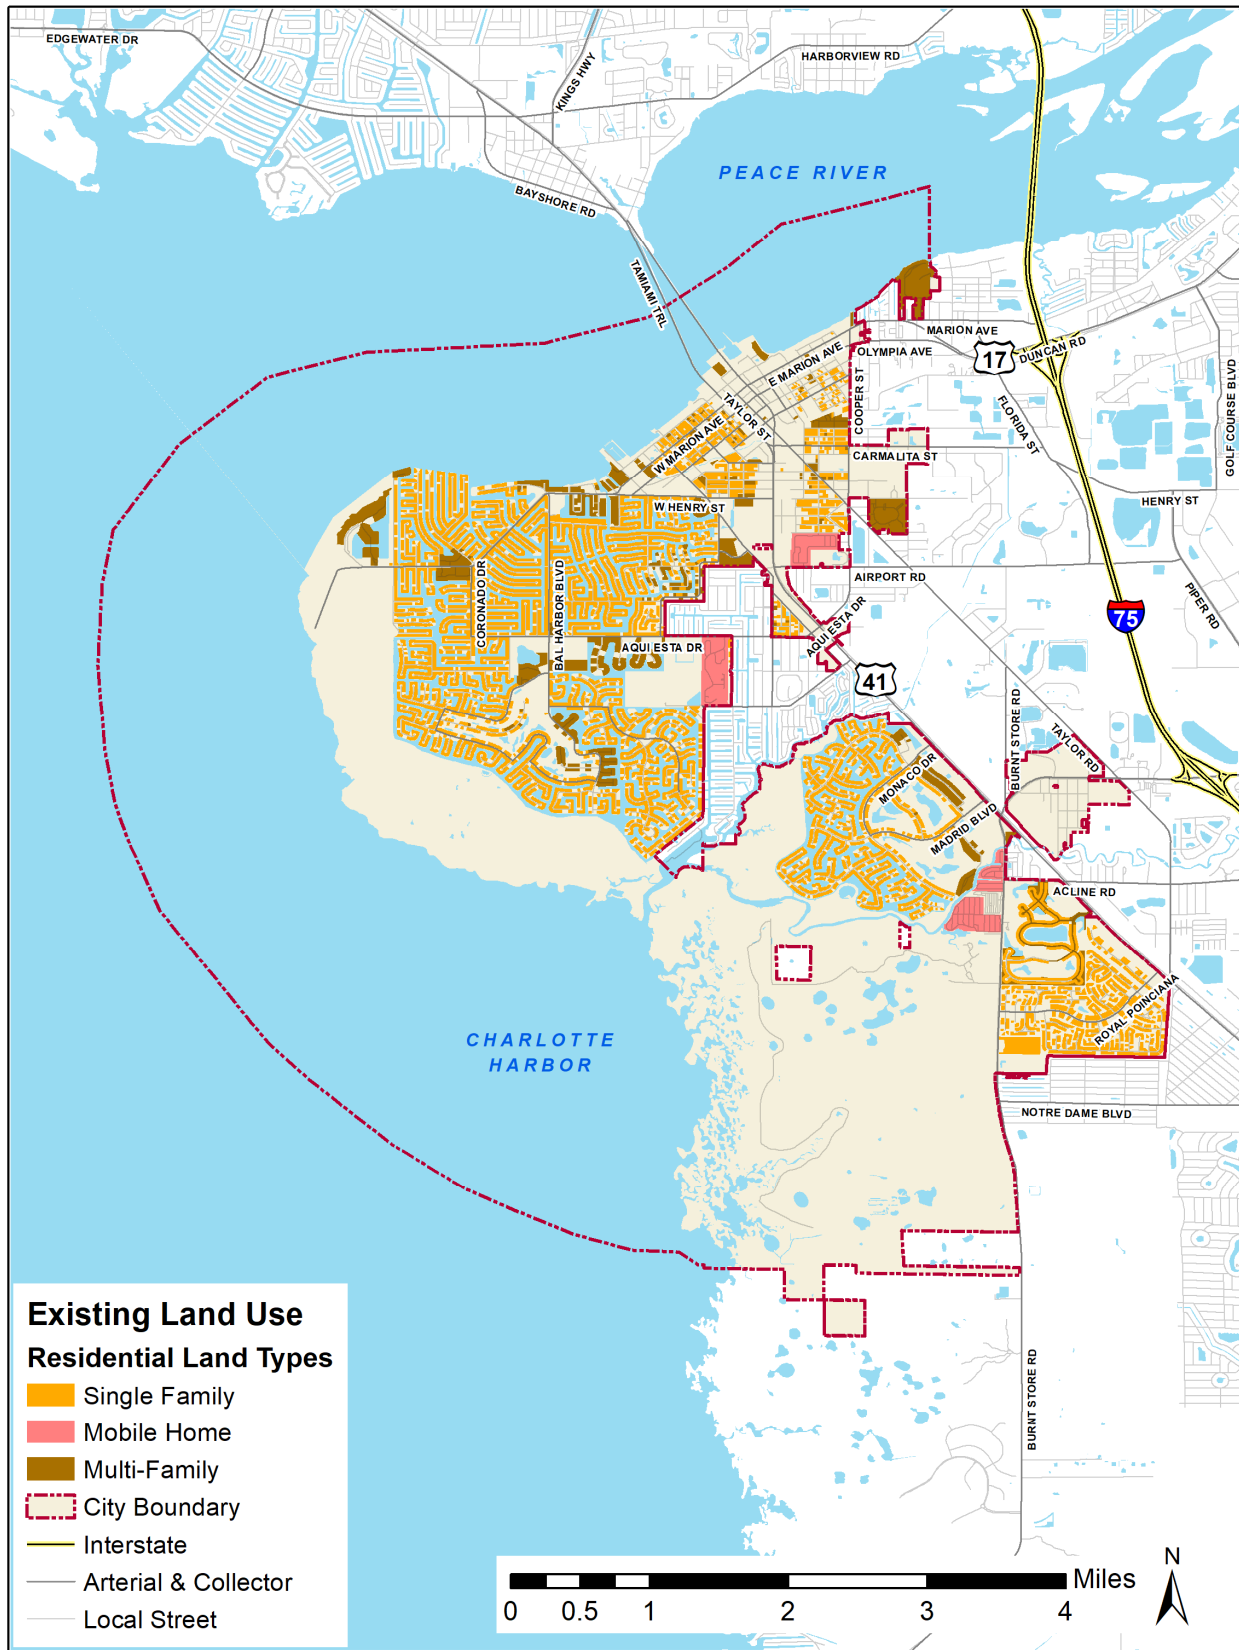 EDGEWATER DR
KINGS HWY
HARBORVIEW RD
PEACE RIVER
BAYSHORE RD
TAMIAMI TRL
MARION AVE
E MARION AVE
OLYMPIA AVE
17
DUNCAN RD
COOPER ST
TAYLOR ST
FLORIDA ST
GOLF COURSE BLVD
W MARION AVE
CARMALITA ST
HENRY ST
W HENRY ST
AIRPORT RD
PIPER RD
75
CORONADO DR
BAL HARBOR BLVD
AQUI ESTA DR
AQUI ESTA DR
41
BURNT STORE RD
TAYLOR RD
MONACO DR
MADRID BLVD
ACLINE RD
ROYAL POINCIANA
CHARLOTTE
HARBOR
NOTRE DAME BLVD
BURNT STORE RD
Existing Land Use
Residential Land Types
Single Family
Mobile Home
Multi-Family
City Boundary
Interstate
Arterial & Collector
Local Street
0 0.5 1 2 3 4 Miles
N